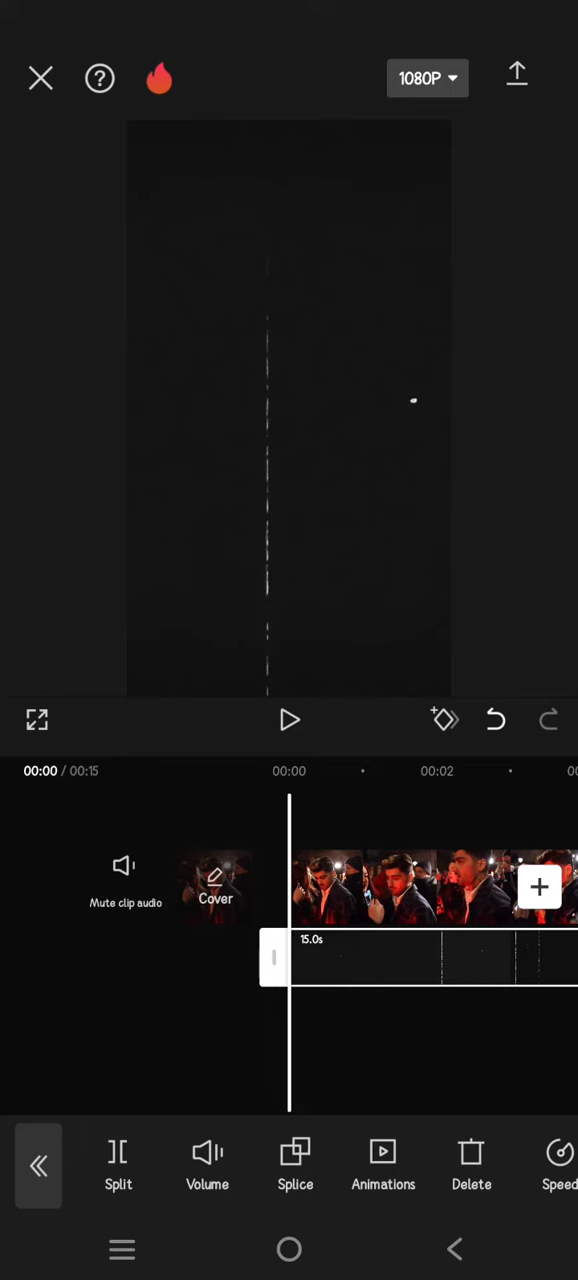 1080P
00:00 / 00:15
00:00
00:02
Mute clip audio
Cover
15.0s
Split
Volume
Splice
Animations
Delete
Speed